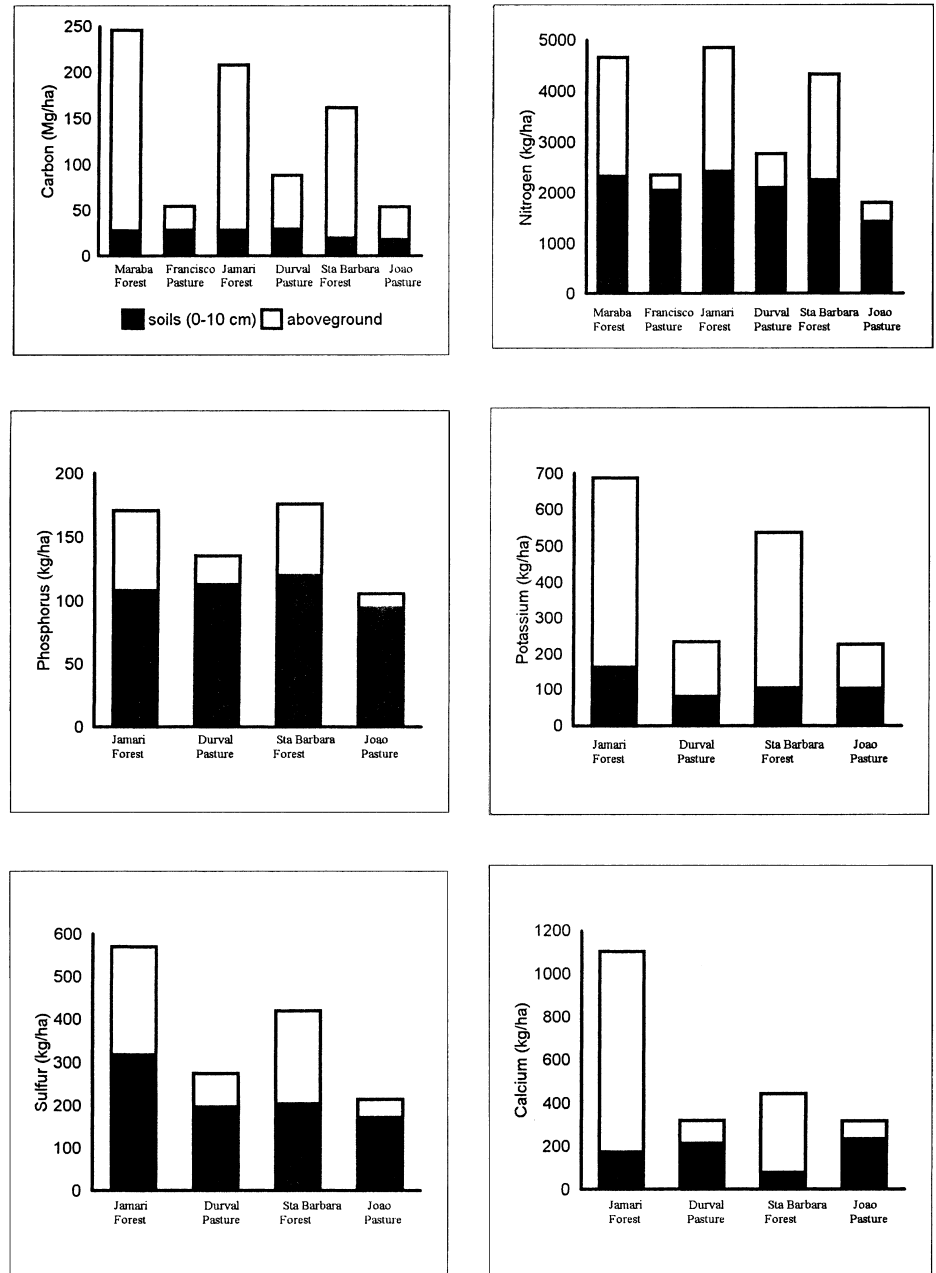 Carbon (Mg/ha)
250
200
150
100
50
0
Maraba Francisco Jamari Durval Sta Barbara Joao
Forest Pasture Forest Pasture Forest Pasture
soils (0-10 cm) aboveground
Nitrogen (kg/ha)
5000
4000
3000
2000
1000
0
Maraba Francisco Jamari Durval Sta Barbara Joao
Forest Pasture Forest Pasture Forest Pasture
Phosphorus (kg/ha)
200
150
100
50
0
Jamari Durval Sta Barbara Joao
Forest Pasture Forest Pasture
Potassium (kg/ha)
700
600
500
400
300
200
100
0
Jamari Durval Sta Barbara Joao
Forest Pasture Forest Pasture
Sulfur (kg/ha)
600
500
400
300
200
100
0
Jamari Durval Sta Barbara Joao
Forest Pasture Forest Pasture
Calcium (kg/ha)
1200
1000
800
600
400
200
0
Jamari Durval Sta Barbara Joao
Forest Pasture Forest Pasture